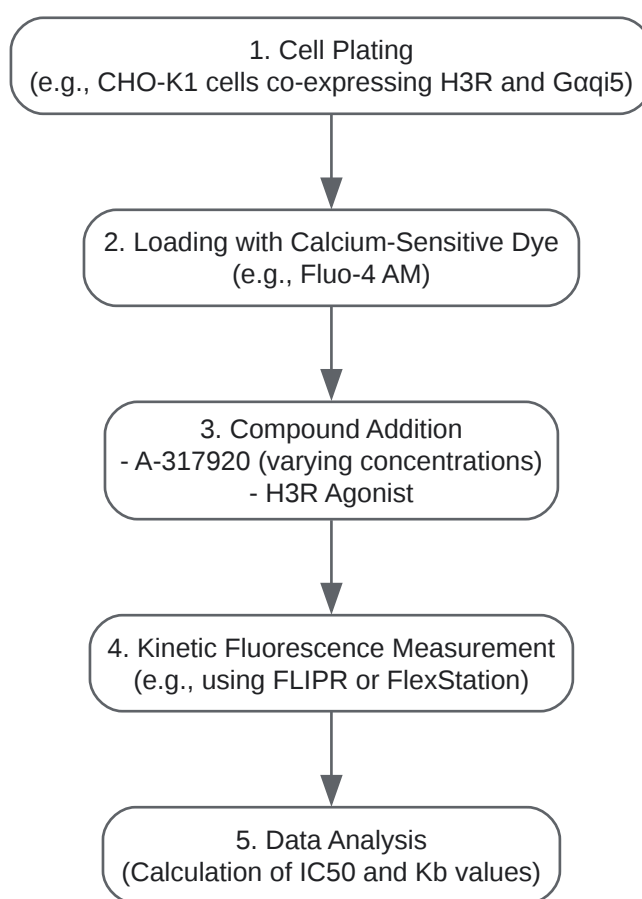 1. Cell Plating
(e.g., CHO-K1 cells co-expressing H3R and Gαqi5)
2. Loading with Calcium-Sensitive Dye
(e.g., Fluo-4 AM)
3. Compound Addition
- A-317920 (varying concentrations)
- H3R Agonist
4. Kinetic Fluorescence Measurement
(e.g., using FLIPR or FlexStation)
5. Data Analysis
(Calculation of IC50 and Kb values)